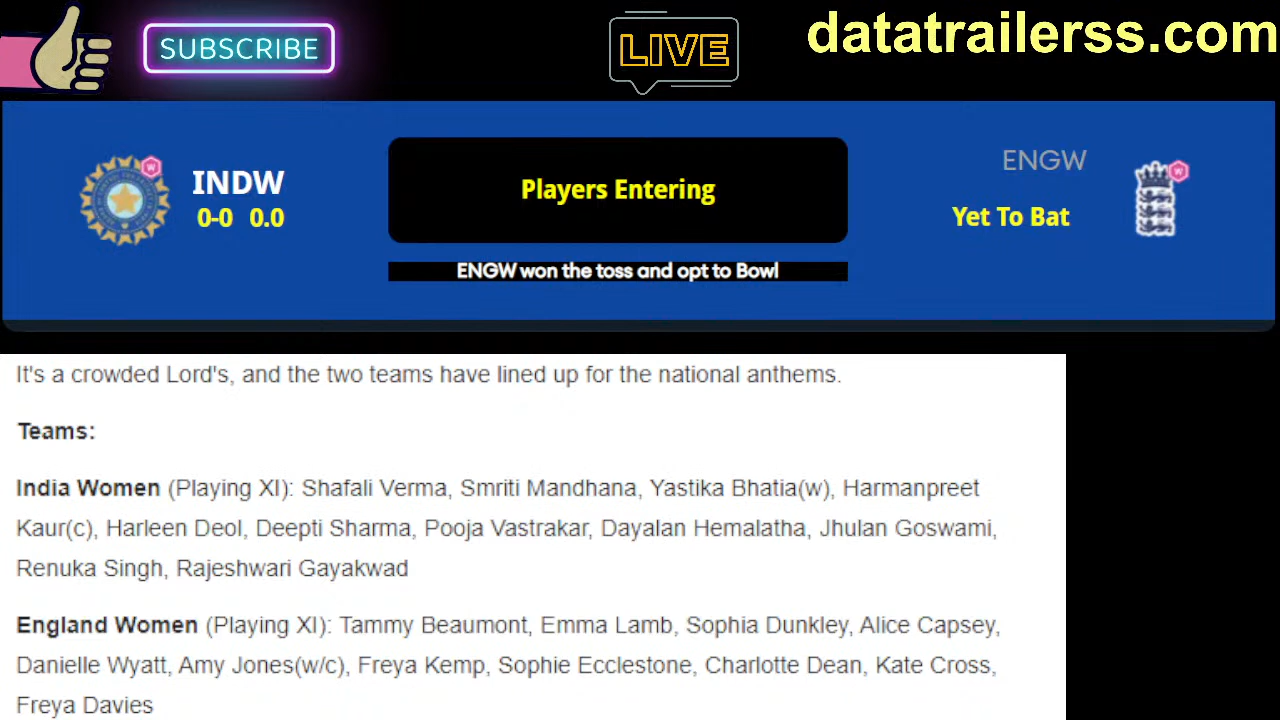 SUBSCRIBE
LIVE
datatrailerss.com
INDW
0-0 0.0
Players Entering
ENGW
Yet To Bat
ENGW won the toss and opt to Bowl
It's a crowded Lord's, and the two teams have lined up for the national anthems.
Teams:
India Women (Playing XI): Shafali Verma, Smriti Mandhana, Yastika Bhatia(w), Harmanpreet
Kaur(c), Harleen Deol, Deepti Sharma, Pooja Vastrakar, Dayalan Hemalatha, Jhulan Goswami,
Renuka Singh, Rajeshwari Gayakwad
England Women (Playing XI): Tammy Beaumont, Emma Lamb, Sophia Dunkley, Alice Capsey,
Danielle Wyatt, Amy Jones(w/c), Freya Kemp, Sophie Ecclestone, Charlotte Dean, Kate Cross,
Freya Davies